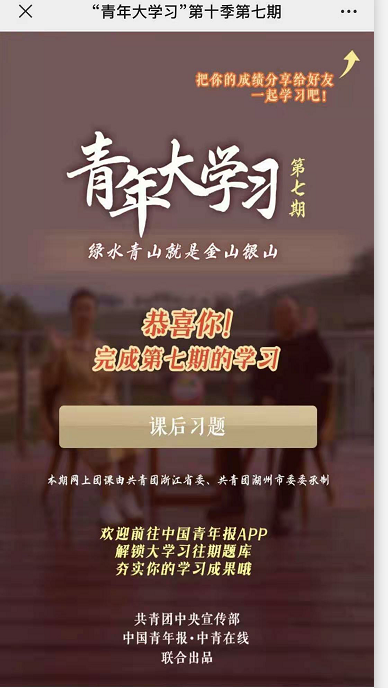 “青年大学习”第十季第七期
把你的成绩分享给好友
一起学习吧！
青年大学习
第七期
绿水青山就是金山银山
恭喜你！
完成第七期的学习
课后习题
本期网上团课由共青团浙江省委、共青团湖州市委委承制
欢迎前往中国青年报APP
解锁大学习往期题库
夯实你的学习成果哦
共青团中央宣传部
中国青年报·中青在线
联合出品